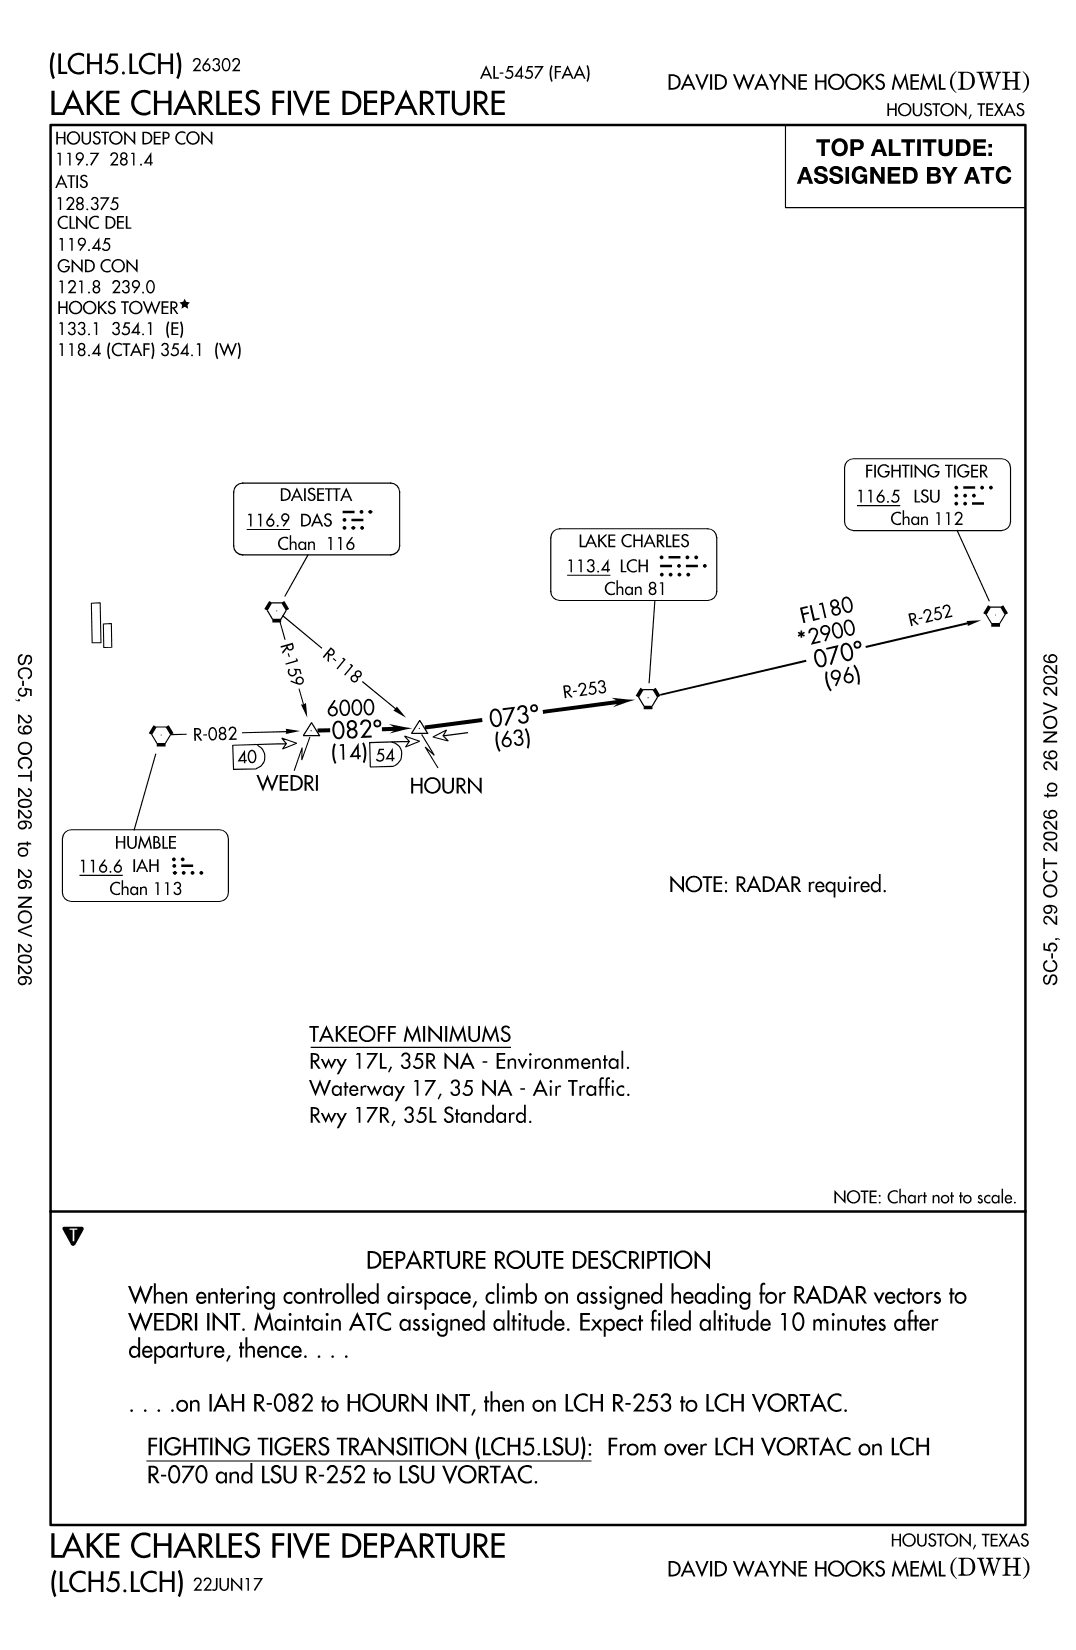 (LCH5.LCH) 26302
AL-5457 (FAA)
DAVID WAYNE HOOKS MEML (DWH)
LAKE CHARLES FIVE DEPARTURE
HOUSTON, TEXAS
HOUSTON DEP CON
119.7 281.4
ATIS
128.375
CLNC DEL
119.45
GND CON
121.8 239.0
HOOKS TOWER★
133.1 354.1 (E)
118.4 (CTAF) 354.1 (W)
TOP ALTITUDE:
ASSIGNED BY ATC
FIGHTING TIGER
116.5 LSU
Chan 112
DAISETTA
116.9 DAS
Chan 116
LAKE CHARLES
113.4 LCH
Chan 81
FL180
*2900
070°
(96)
R-252
R-159
R-118
R-253
073°
(63)
6000
082°
(14)
R-082
40
54
WEDRI
HOURN
HUMBLE
116.6 IAH
Chan 113
NOTE: RADAR required.
SC-5, 29 OCT 2026 to 26 NOV 2026
SC-5, 29 OCT 2026 to 26 NOV 2026
TAKEOFF MINIMUMS
Rwy 17L, 35R NA - Environmental.
Waterway 17, 35 NA - Air Traffic.
Rwy 17R, 35L Standard.
NOTE: Chart not to scale.
T
DEPARTURE ROUTE DESCRIPTION
When entering controlled airspace, climb on assigned heading for RADAR vectors to
WEDRI INT. Maintain ATC assigned altitude. Expect filed altitude 10 minutes after
departure, thence. . . .
. . . .on IAH R-082 to HOURN INT, then on LCH R-253 to LCH VORTAC.
FIGHTING TIGERS TRANSITION (LCH5.LSU): From over LCH VORTAC on LCH
R-070 and LSU R-252 to LSU VORTAC.
LAKE CHARLES FIVE DEPARTURE
HOUSTON, TEXAS
(LCH5.LCH) 22JUN17
DAVID WAYNE HOOKS MEML (DWH)